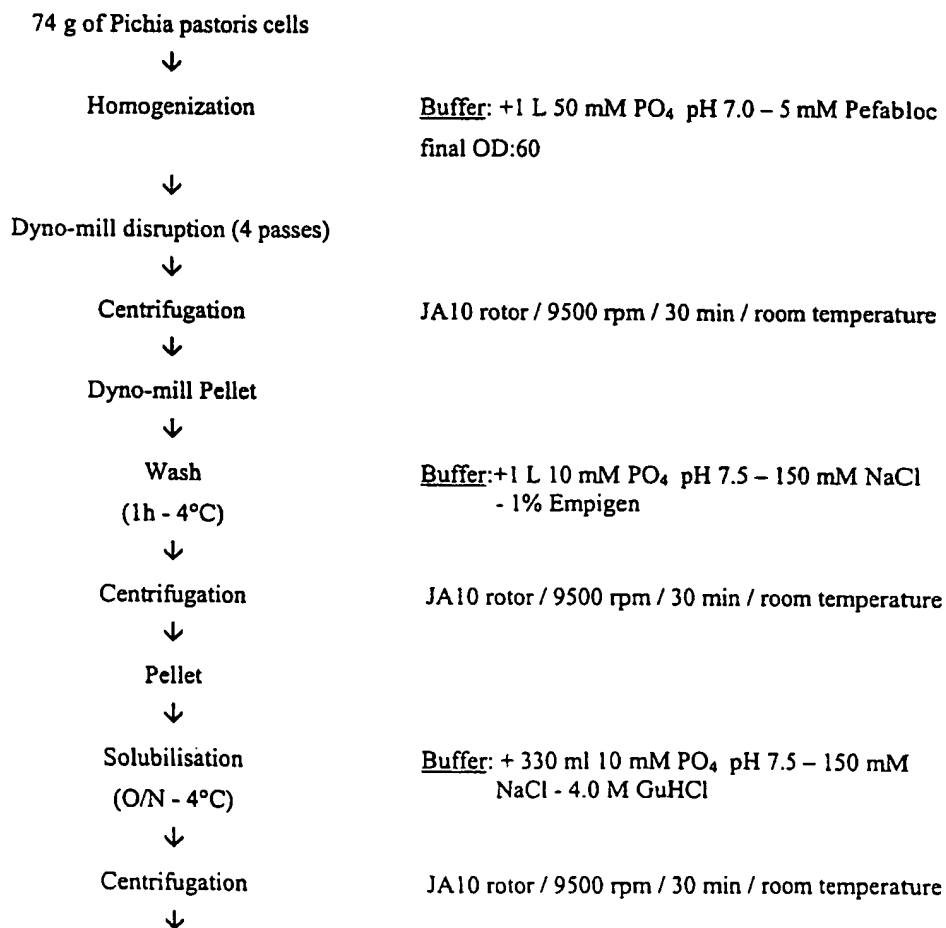 74 g of Pichia pastoris cells
↓
Homogenization Buffer: +1 L 50 mM PO₄ pH 7.0 – 5 mM Pefabloc
final OD:60
↓
Dyno-mill disruption (4 passes)
↓
Centrifugation JA10 rotor / 9500 rpm / 30 min / room temperature
↓
Dyno-mill Pellet
↓
Wash Buffer:+1 L 10 mM PO₄ pH 7.5 – 150 mM NaCl
(1h - 4°C) - 1% Empigen
↓
Centrifugation JA10 rotor / 9500 rpm / 30 min / room temperature
↓
Pellet
↓
Solubilisation Buffer: + 330 ml 10 mM PO₄ pH 7.5 – 150 mM
(O/N - 4°C) NaCl - 4.0 M GuHCl
↓
Centrifugation JA10 rotor / 9500 rpm / 30 min / room temperature
↓